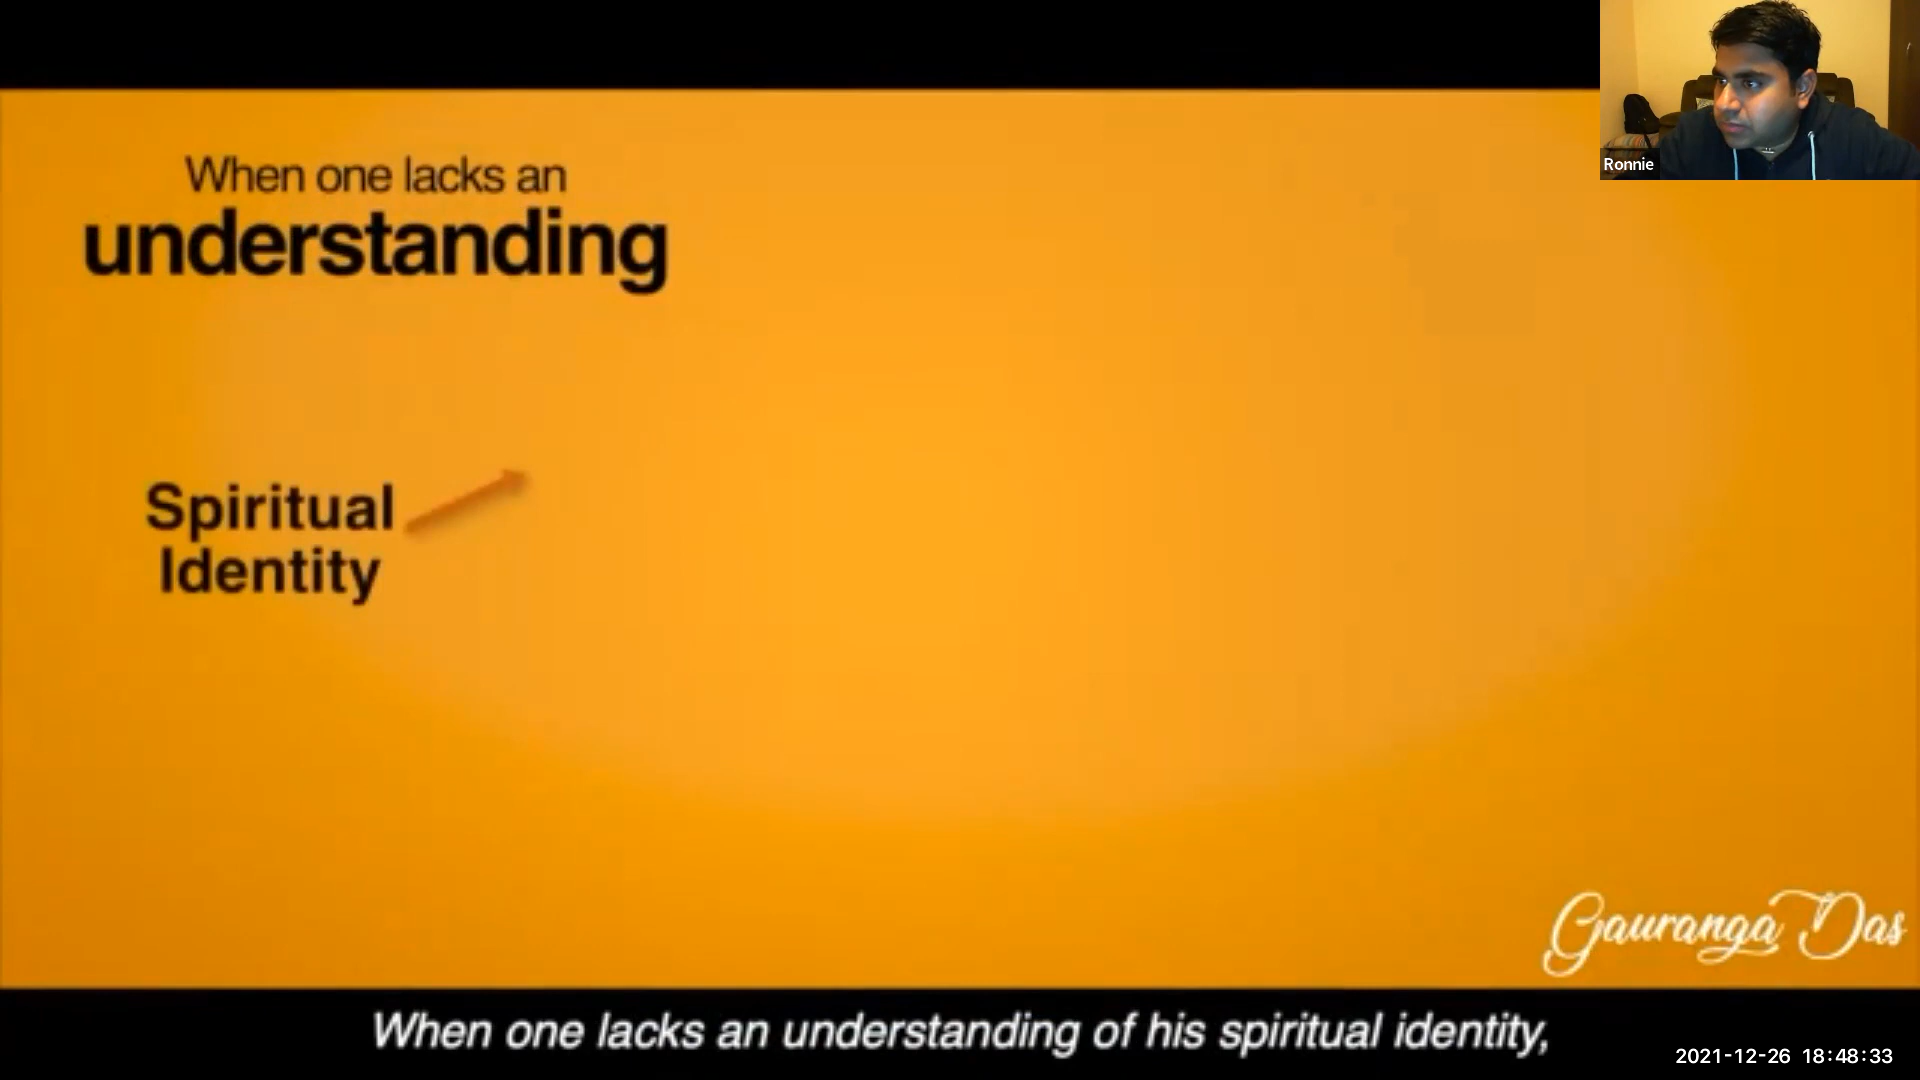 When one lacks an
understanding
Ronnie
Spiritual
Identity
Gauranga Das
When one lacks an understanding of his spiritual identity,
2021-12-26 18:48:33